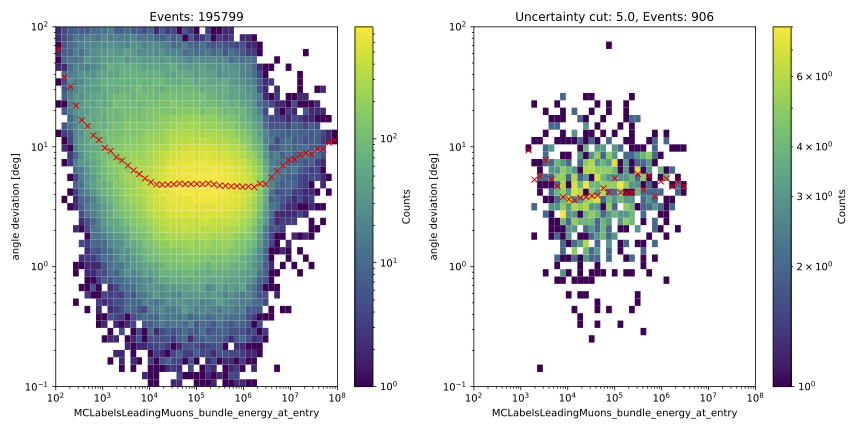 Events: 195799
Uncertainty cut: 5.0, Events: 906
10²
10¹
10⁰
10⁻¹
angle deviation [deg]
10² 10³ 10⁴ 10⁵ 10⁶ 10⁷ 10⁸
MCLabelsLeadingMuons_bundle_energy_at_entry
10²
10¹
10⁰
Counts
10²
10¹
10⁰
10⁻¹
angle deviation [deg]
10² 10³ 10⁴ 10⁵ 10⁶ 10⁷ 10⁸
MCLabelsLeadingMuons_bundle_energy_at_entry
6 × 10⁰
4 × 10⁰
3 × 10⁰
2 × 10⁰
10⁰
Counts